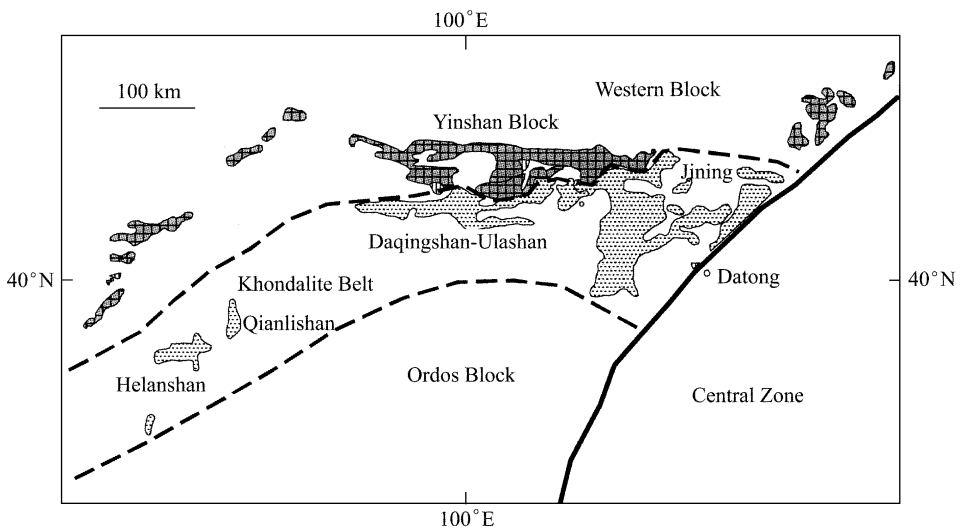 100°E
100 km
Western Block
Yinshan Block
Jining
Daqingshan-Ulashan
40°N
Datong
40°N
Khondalite Belt
Qianlishan
Helanshan
Ordos Block
Central Zone
100°E